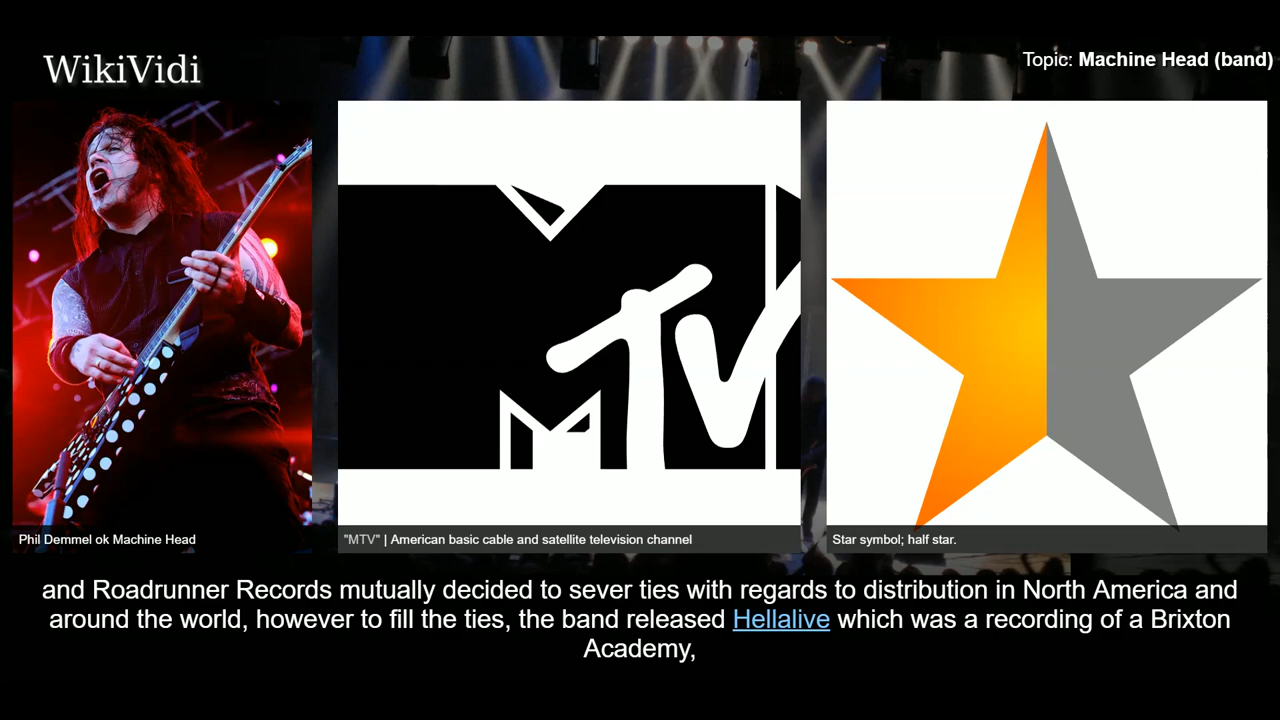 WikiVidi
Topic: Machine Head (band)
MTV
Phil Demmel ok Machine Head
"MTV" | American basic cable and satellite television channel
Star symbol; half star.
and Roadrunner Records mutually decided to sever ties with regards to distribution in North America and
around the world, however to fill the ties, the band released Hellalive which was a recording of a Brixton
Academy,